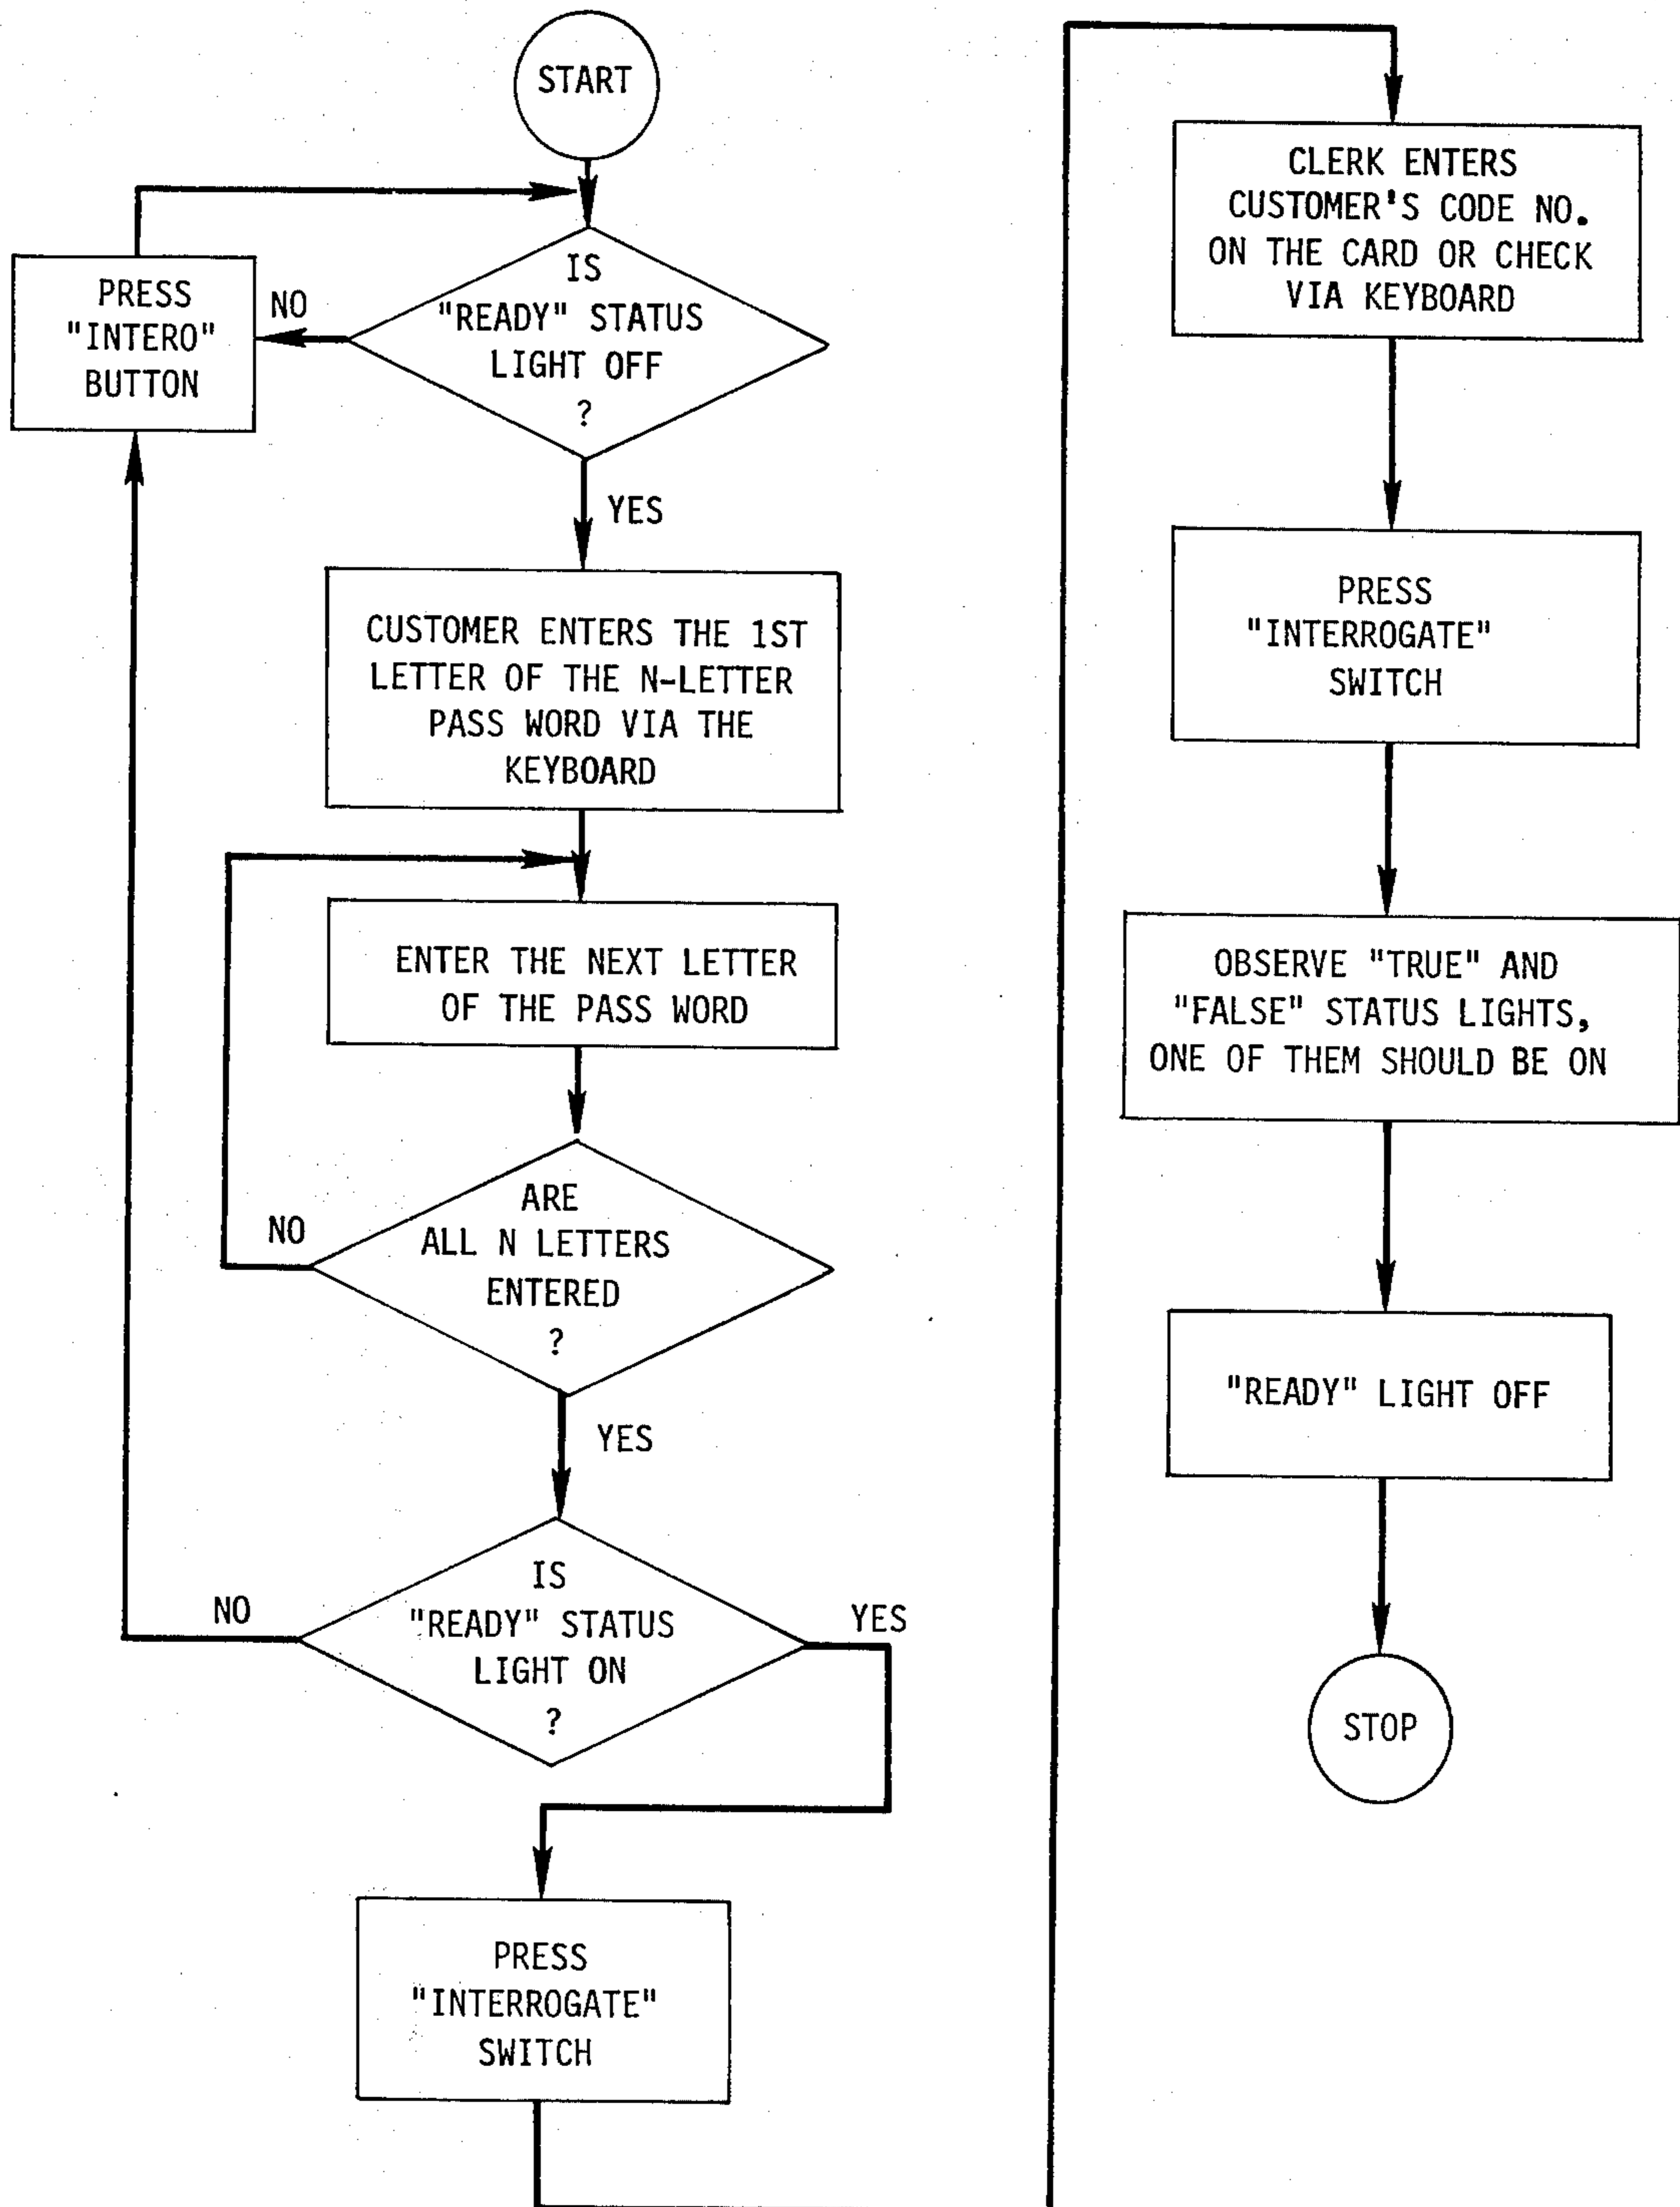 START
IS
"READY" STATUS
LIGHT OFF
?
NO
PRESS
"INTERO"
BUTTON
YES
CUSTOMER ENTERS THE 1ST
LETTER OF THE N-LETTER
PASS WORD VIA THE
KEYBOARD
ENTER THE NEXT LETTER
OF THE PASS WORD
ARE
ALL N LETTERS
ENTERED
?
NO
YES
IS
"READY" STATUS
LIGHT ON
?
NO
YES
PRESS
"INTERROGATE"
SWITCH
CLERK ENTERS
CUSTOMER'S CODE NO.
ON THE CARD OR CHECK
VIA KEYBOARD
PRESS
"INTERROGATE"
SWITCH
OBSERVE "TRUE" AND
"FALSE" STATUS LIGHTS,
ONE OF THEM SHOULD BE ON
"READY" LIGHT OFF
STOP